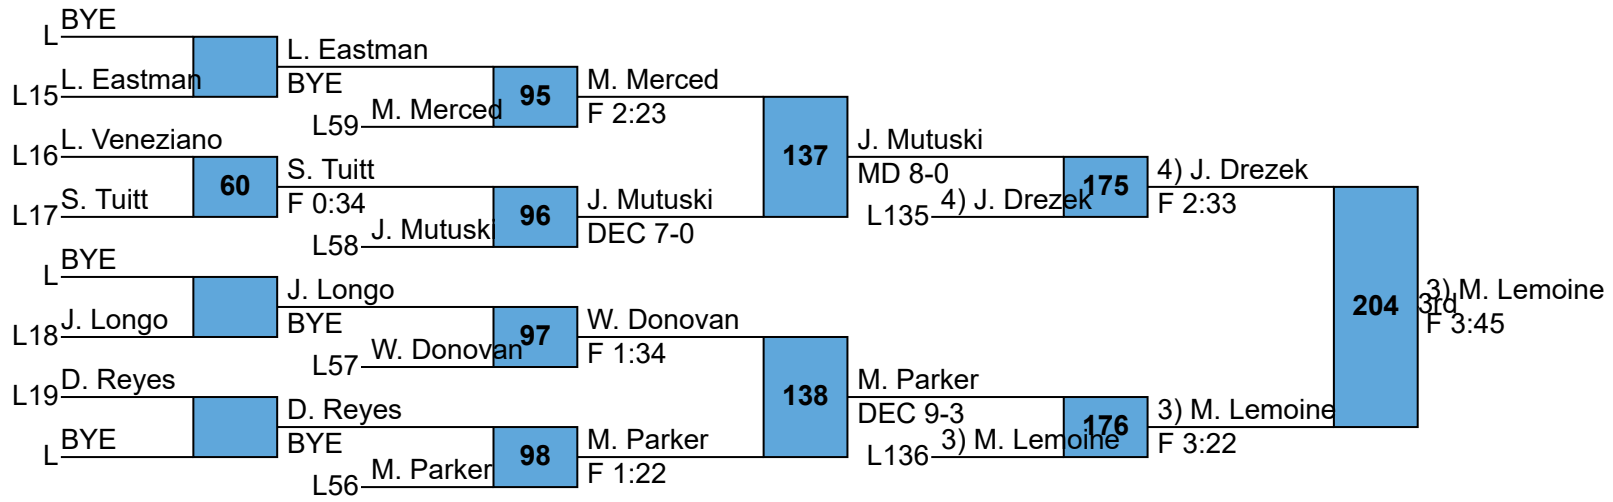 BYE
L
L. Eastman
L15
L. Eastman
BYE
M. Merced
L59
95
M. Merced
F 2:23
L. Veneziano
L16
60
S. Tuitt
L17
S. Tuitt
F 0:34
J. Mutuski
L58
96
J. Mutuski
DEC 7-0
137
J. Mutuski
MD 8-0
4) J. Drezek
L135
175
4) J. Drezek
F 2:33
BYE
L
J. Longo
L18
J. Longo
BYE
W. Donovan
L57
97
W. Donovan
F 1:34
D. Reyes
L19
BYE
L
D. Reyes
BYE
M. Parker
L56
98
M. Parker
F 1:22
138
M. Parker
DEC 9-3
3) M. Lemoine
L136
176
3) M. Lemoine
F 3:22
204
3) M. Lemoine
3rd
F 3:45